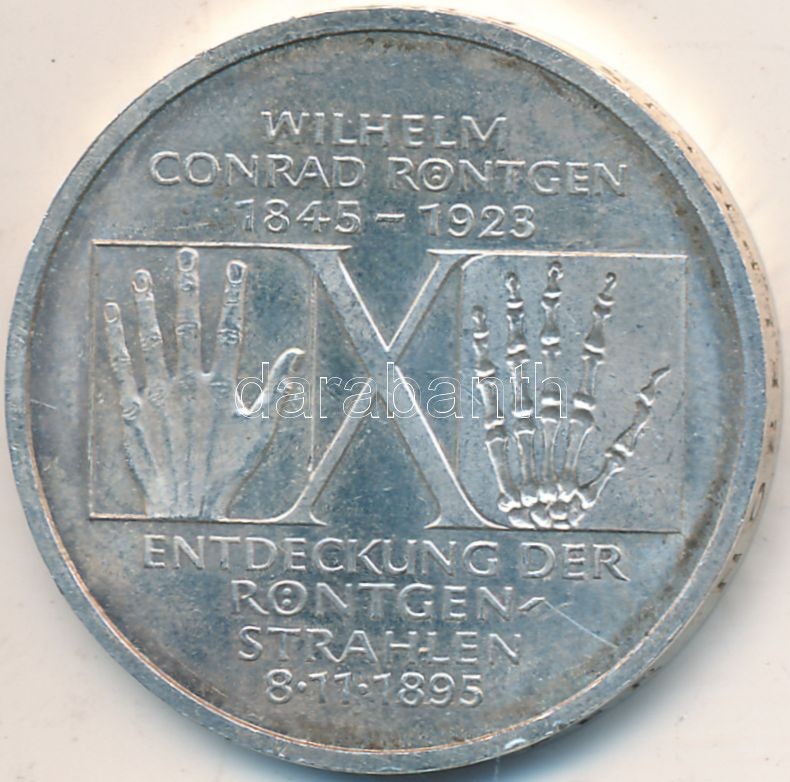 WILHELM
CONRAD RÖNTGEN
1845 - 1923
X
darabanth
ENTDECKUNG DER
RÖNTGEN-
STRAHLEN
8·11·1895